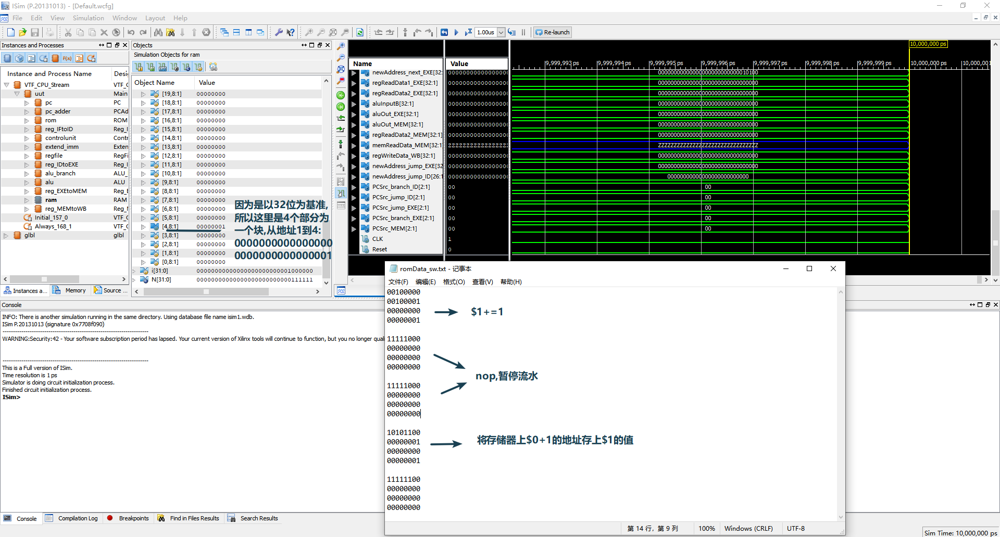 ISim (P.20131013) - [Default.wcfg]
File Edit View Simulation Window Layout Help
1.00us Re-launch
Instances and Processes
Instance and Process Name
VTF_CPU_Stream VTF_C
uut Main
pc PC
pc_adder PCAd
rom ROM
reg_IFtoID Reg_I
controlunit Contr
extend_imm Exten
regfile RegFi
reg_IDtoEXE Reg_I
alu_branch ALU_
alu ALU
reg_EXEtoMEM Reg_E
ram RAM
reg_MEMtoWB Reg_M
Initial_157_0 VTF_C
Always_168_1 VTF_C
glbl glbl
Instances a... Memory Source ...
Objects
Simulation Objects for ram
Object Name Value
[19,8:1] 00000000
[18,8:1] 00000000
[17,8:1] 00000000
[16,8:1] 00000000
[15,8:1] 00000000
[14,8:1] 00000000
[13,8:1] 00000000
[12,8:1] 00000000
[11,8:1] 00000000
[10,8:1] 00000000
[9,8:1] 00000000
[8,8:1] 00000000
[7,8:1] 00000000
[6,8:1] 00000000
[5,8:1] 00000000
[4,8:1] 00000001
[3,8:1] 00000000
[2,8:1] 00000000
[1,8:1] 00000000
[0,8:1] 00000000
i[31:0] 00000000000000000000000001000000
N[31:0] 00000000000000000000000000111111
因为是以32位为基准,
所以这里是4个部分为
一个块,从地址1到4:
0000000000000000
0000000000000001
Name Value
newAddress_next_EXE[32:
regReadData1_EXE[32:1]
regReadData2_EXE[32:1]
aluInputB[32:1]
aluOut_EXE[32:1]
aluOut_MEM[32:1]
regReadData2_MEM[32:1]
memReadData_MEM[32:1]
regWriteData_WB[32:1]
newAddress_jump_EXE[32
newAddress_jump_ID[26:1
PCSrc_branch_ID[2:1] 00
PCSrc_jump_ID[2:1] 00
PCSrc_jump_EXE[2:1] 00
PCSrc_branch_EXE[2:1] 00
PCSrc_MEM[2:1] 00
CLK 1
Reset 0
10,000,000 ps
9,999,993 ps 9,999,994 ps 9,999,995 ps 9,999,996 ps 9,999,997 ps 9,999,998 ps 9,999,999 ps 10,000,000 ps 10,000,001
00000000000000000000000000010100
00000000000000000000000000000000
00000000000000000000000000000000
00000000000000000000000000000000
00000000000000000000000000000000
00000000000000000000000000000000
00000000000000000000000000000000
ZZZZZZZZZZZZZZZZZZZZZZZZZZZZZZZZ
00000000000000000000000000000000
00000000000000000000000000000000
00000000000000000000000000
00
00
00
00
00
Console
INFO: There is another simulation running in the same directory. Using database file name isim1.wdb.
ISim P.20131013 (signature 0x7708f090)
WARNING:Security:42 - Your software subscription period has lapsed. Your current version of Xilinx tools will continue to function, but you no longer quali
This is a Full version of ISim.
Time resolution is 1 ps
Simulator is doing circuit initialization process.
Finished circuit initialization process.
ISim>
Console Compilation Log Breakpoints Find in Files Results Search Results
romData_sw.txt - 记事本
文件(F) 编辑(E) 格式(O) 查看(V) 帮助(H)
00100000
00100001
00000000
00000001
$1+=1
11111000
00000000
00000000
00000000
nop,暂停流水
11111000
00000000
00000000
00000000
10101100
00000001
00000000
00000001
将存储器上$0+1的地址存上$1的值
11111100
00000000
00000000
00000000
第 14 行，第 9 列 100% Windows (CRLF) UTF-8
Sim Time: 10,000,000 ps